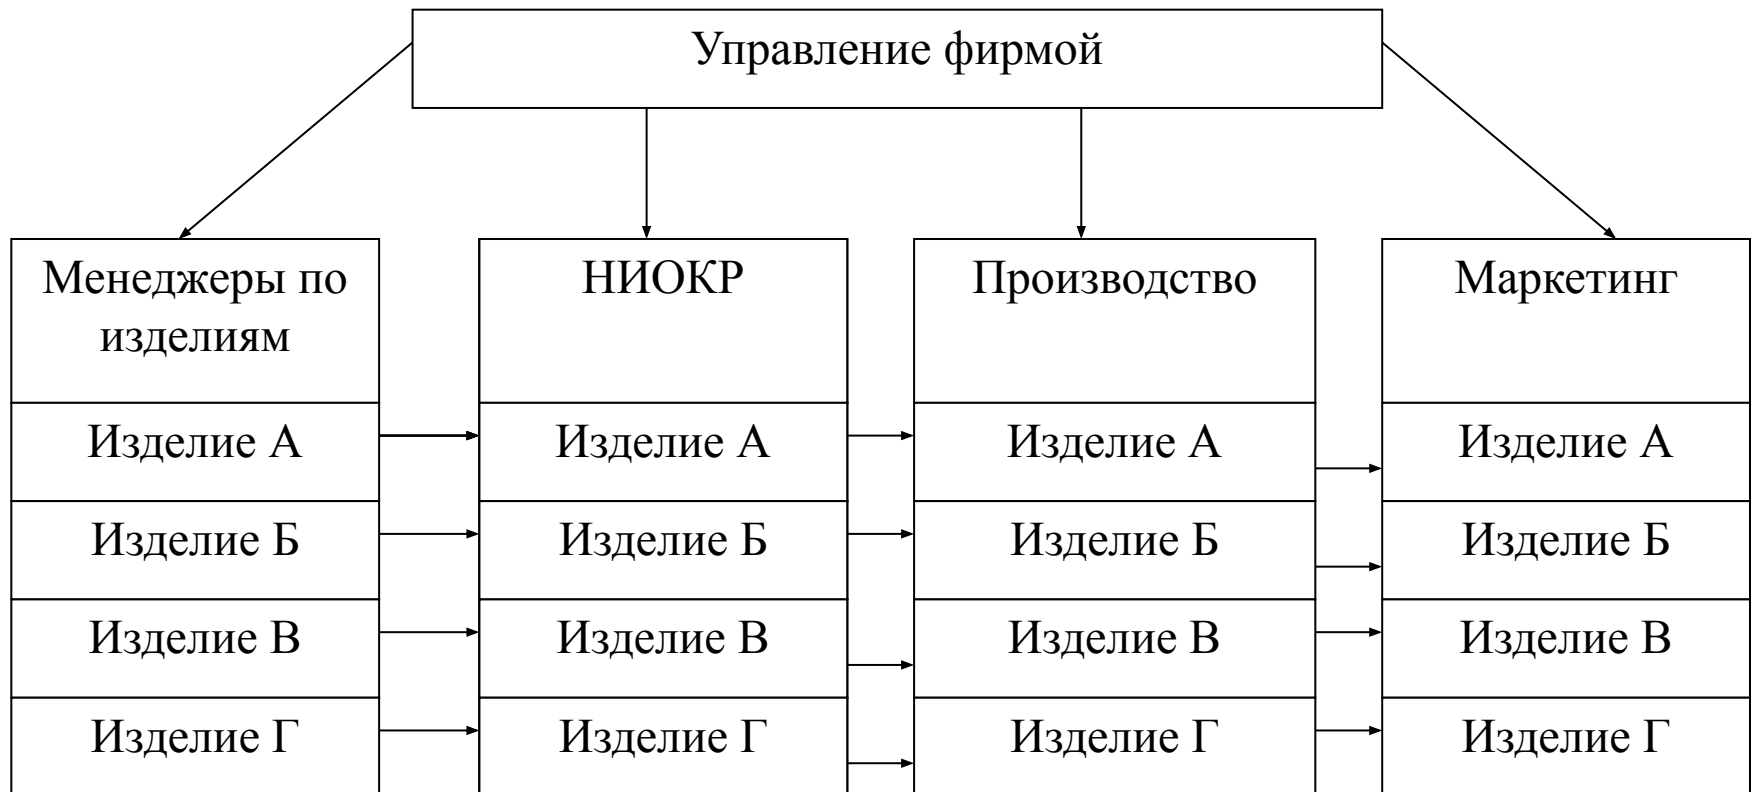 Управление фирмой
Менеджеры по
изделиям
НИОКР
Производство
Маркетинг
Изделие А
Изделие А
Изделие А
Изделие А
Изделие Б
Изделие Б
Изделие Б
Изделие Б
Изделие В
Изделие В
Изделие В
Изделие В
Изделие Г
Изделие Г
Изделие Г
Изделие Г